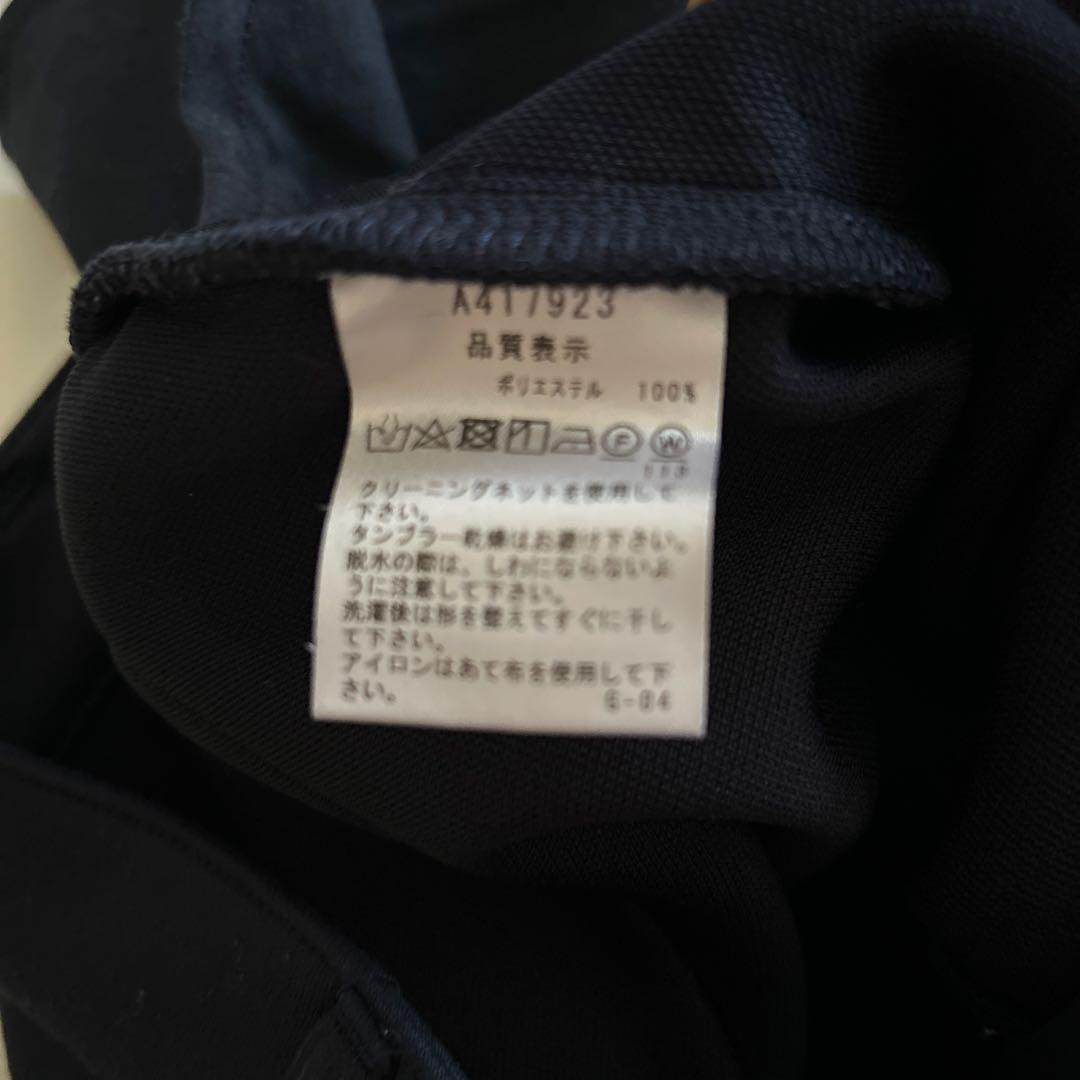 A417923
品質表示
ポリエステル 100%
F W
113
クリーニングネットを使用して
下さい。
タンブラー乾燥はお避け下さい。
脱水の際は、しわにならないよ
うに注意して下さい。
洗濯後は形を整えてすぐに干し
て下さい。
アイロンはあて布を使用して下
さい。 G-04